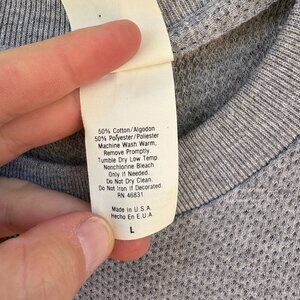 50% Cotton/Algodon
50% Polyester/Poliester
Machine Wash Warm,
Remove Promptly
Tumble Dry Low Temp.
Nonchlorine Bleach
Only If Needed.
Do Not Dry Clean.
Do Not Iron if Decorated.
RN 46831
Made In U.S.A.
Hecho En E.U.A.
L